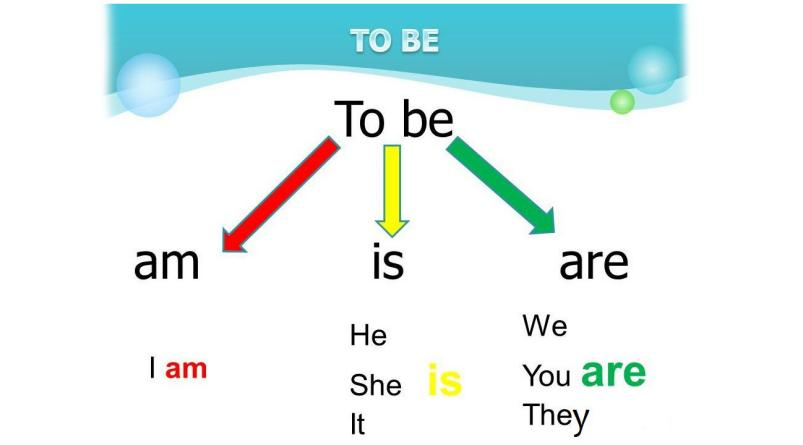 TO BE
To be
am is are
I am
He
She is
It
We
You are
They